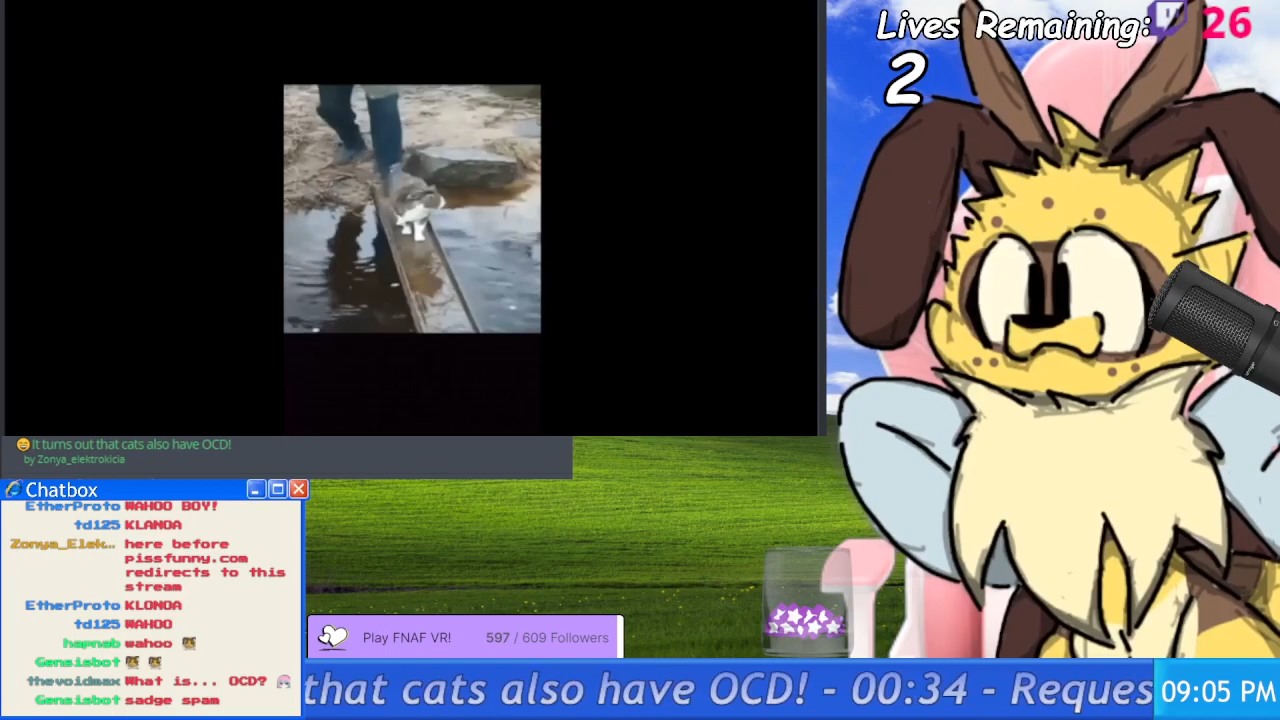 Lives Remaining:
26
2
It turns out that cats also have OCD!
by Zonya_elektrokicia
Chatbox
EtherProto WAHOO BOY!
td125 KLANOA
Zonya_Elek… here before
pissfunny.com
redirects to this
stream
EtherProto KLONOA
td125 WAHOO
hapneb wahoo
Gensisbot
thevoidmax What is... OCD?
Gensisbot sadge spam
Play FNAF VR! 597 / 609 Followers
that cats also have OCD! - 00:34 - Reques
09:05 PM